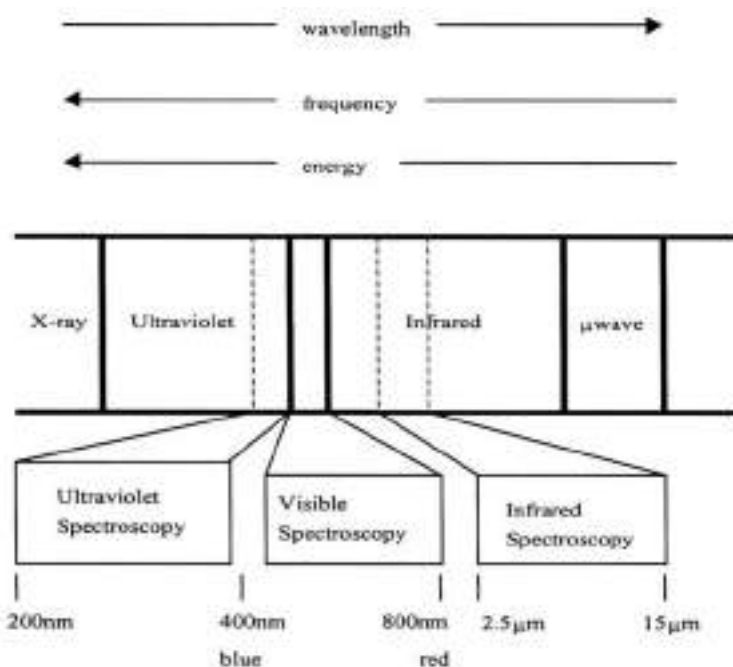 wavelength
frequency
energy
X-ray
Ultraviolet
Infrared
μwave
Ultraviolet
Spectroscopy
Visible
Spectroscopy
Infrared
Spectroscopy
200nm
400nm
800nm
2.5μm
15μm
blue
red